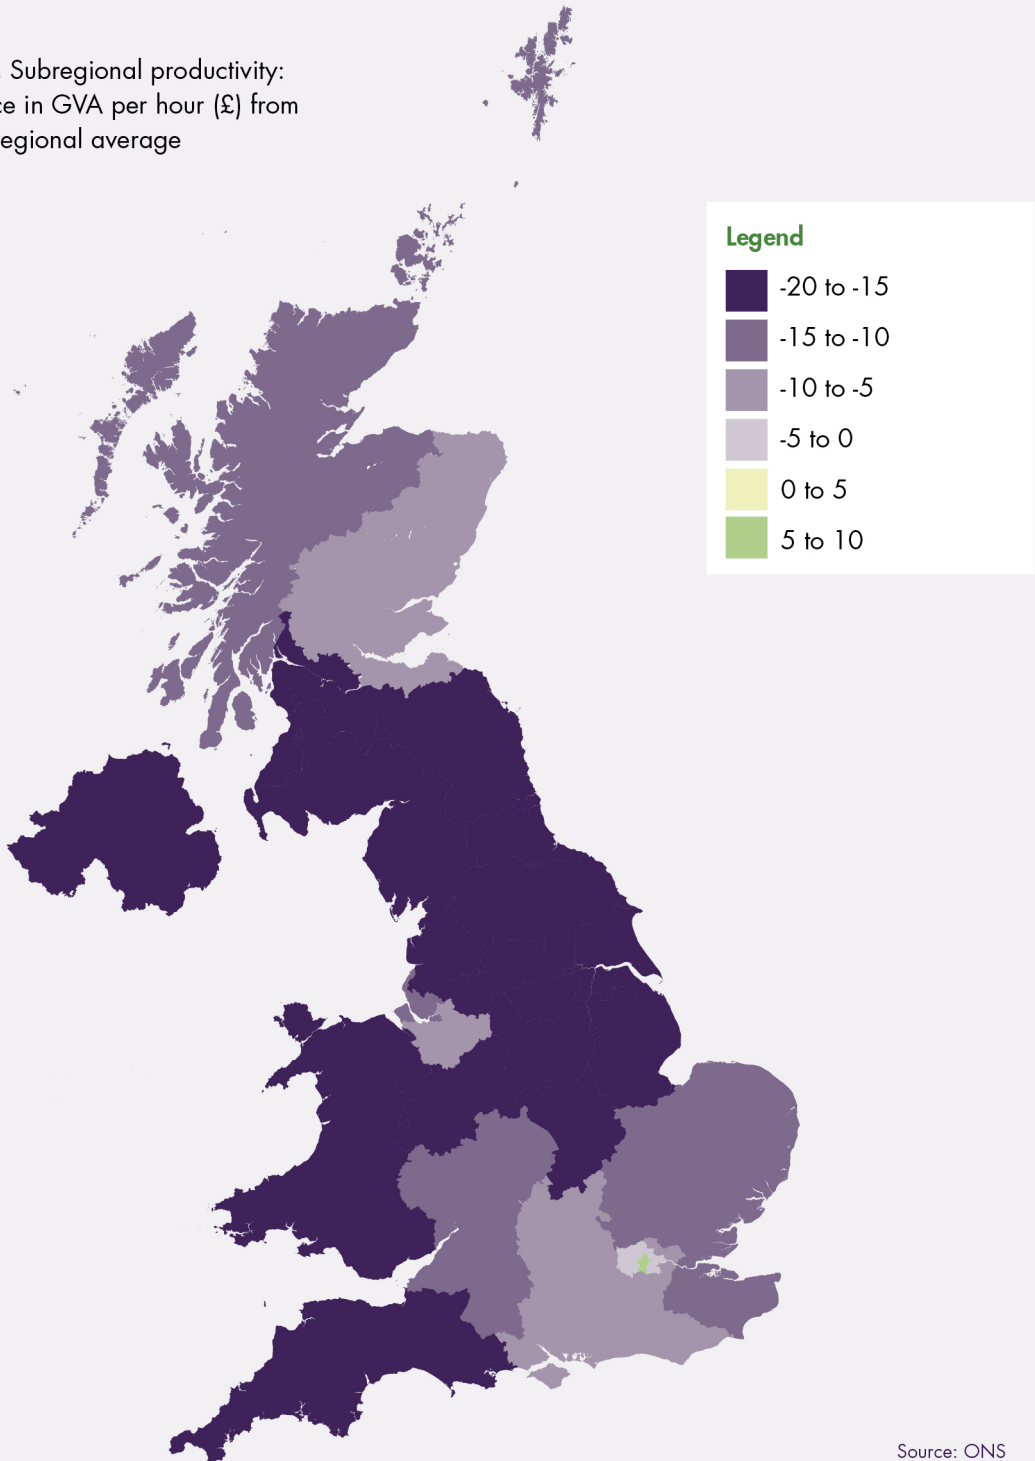 Subregional productivity:
in GVA per hour (£) from
average
Legend
-20 to -15
-15 to -10
-10 to -5
-5 to 0
0 to 5
5 to 10
Source: ONS